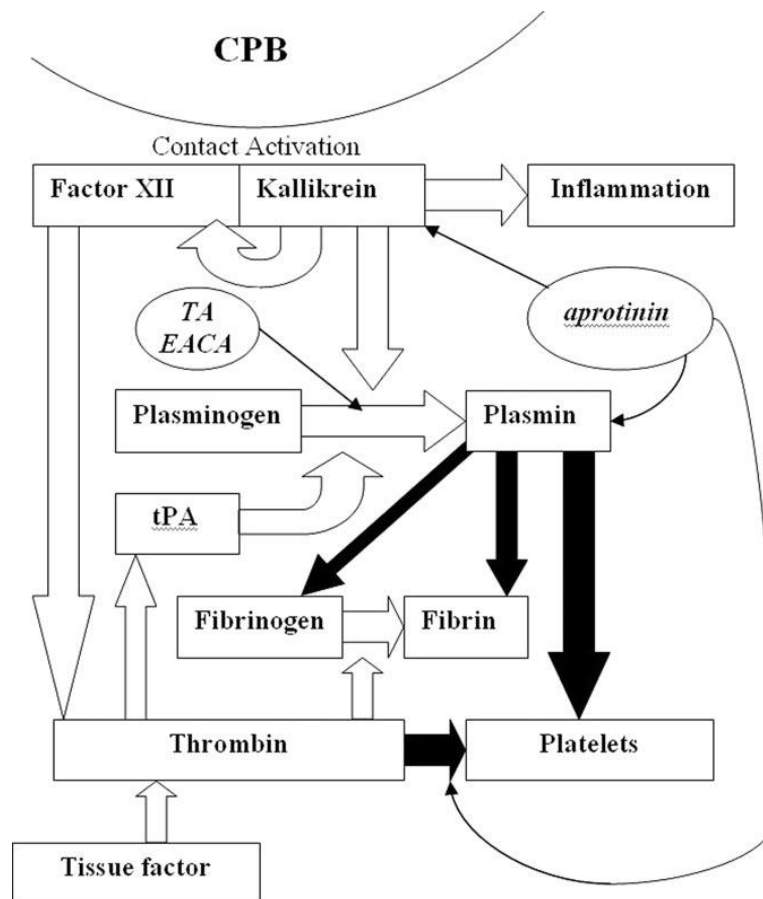 CPB
Contact Activation
Factor XII
Kallikrein
Inflammation
TA
EACA
aprotinin
Plasminogen
Plasmin
tPA
Fibrinogen
Fibrin
Thrombin
Platelets
Tissue factor